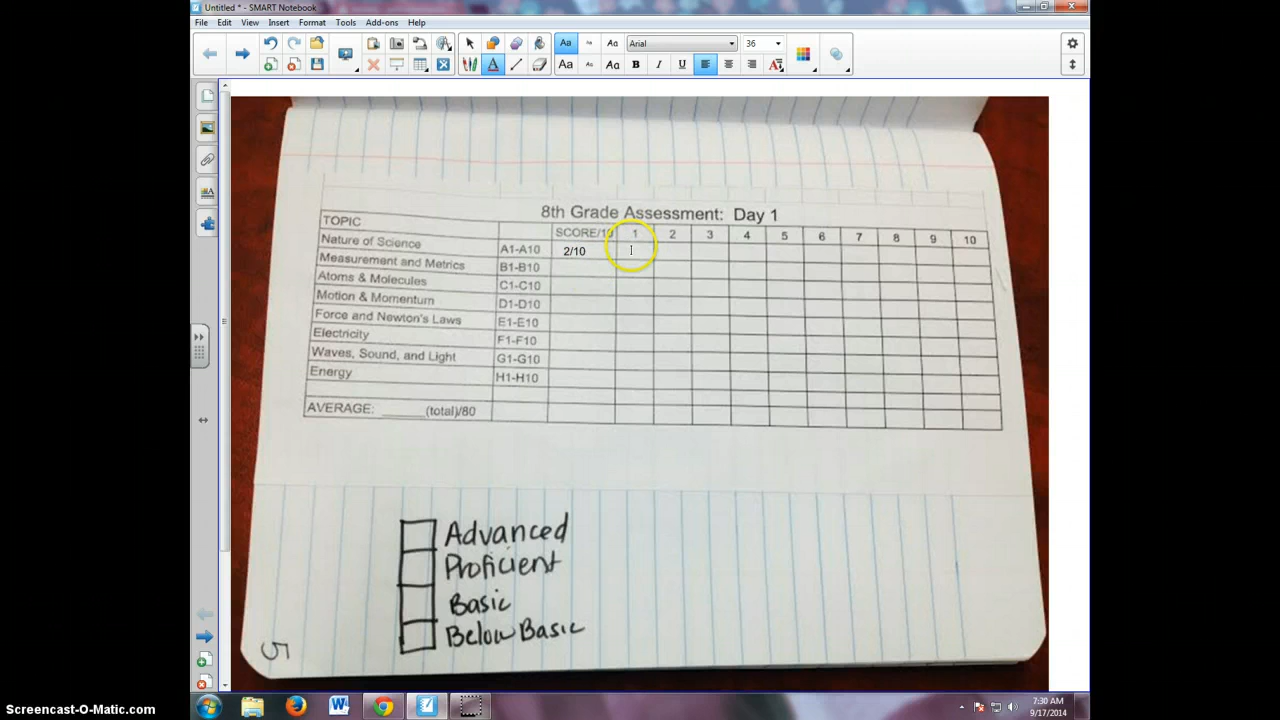 Untitled * - SMART Notebook
File Edit View Insert Format Tools Add-ons Help
Arial 36
8th Grade Assessment: Day 1
TOPIC SCORE/10 1 2 3 4 5 6 7 8 9 10
Nature of Science A1-A10 2/10
Measurement and Metrics B1-B10
Atoms & Molecules C1-C10
Motion & Momentum D1-D10
Force and Newton's Laws E1-E10
Electricity F1-F10
Waves, Sound, and Light G1-G10
Energy H1-H10
AVERAGE: ______(total)/80
Advanced
Proficient
Basic
Below Basic
5
Screencast-O-Matic.com
7:30 AM
9/17/2014